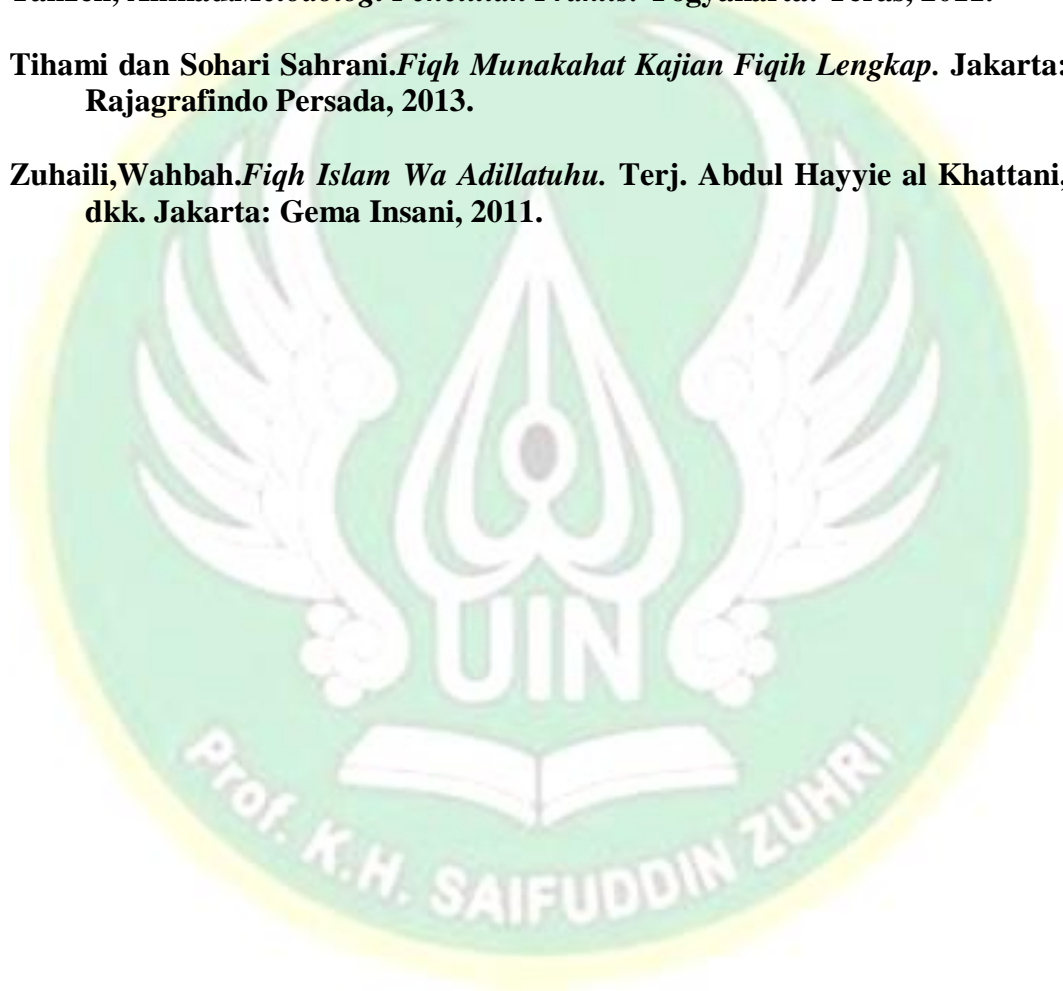 Tihami dan Sohari Sahrani.Fiqh Munakahat Kajian Fiqih Lengkap. Jakarta:
Rajagrafindo Persada, 2013.
Zuhaili,Wahbah.Fiqh Islam Wa Adillatuhu. Terj. Abdul Hayyie al Khattani,
dkk. Jakarta: Gema Insani, 2011.
UIN
Prof. K.H. SAIFUDDIN ZUHRI